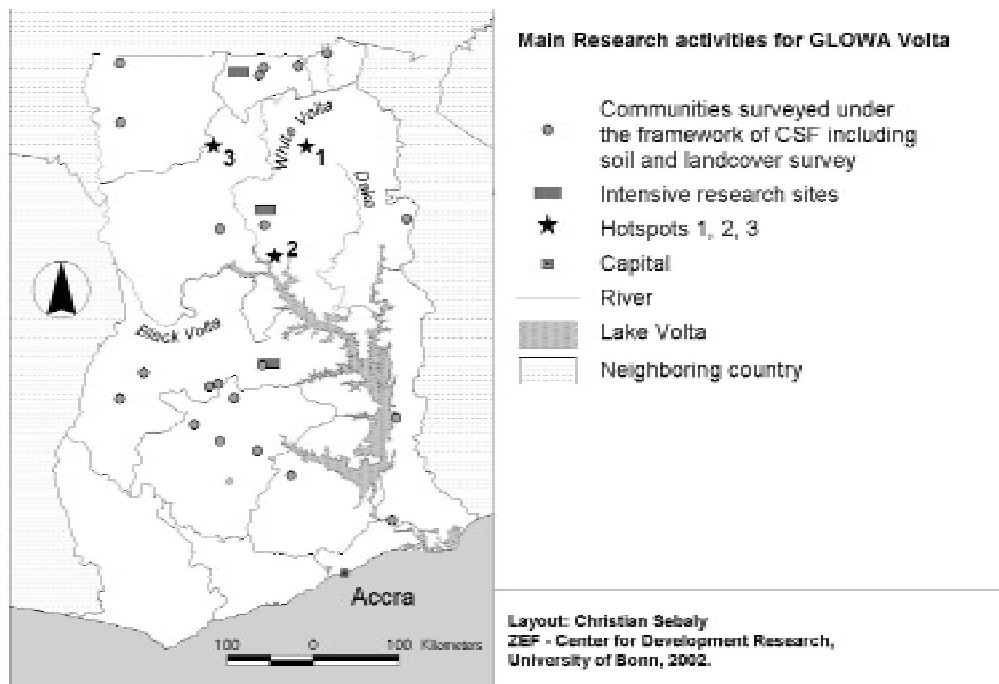 Main Research activities for GLOWA Volta
Communities surveyed under
the framework of CSF including
soil and landcover survey
Intensive research sites
Hotspots 1, 2, 3
Capital
River
Lake Volta
Neighboring country
White Volta
3
1
Dako
2
Black Volta
Accra
100 0 100 Kilometers
Layout: Christian Sebaly
ZEF - Center for Development Research,
University of Bonn, 2002.